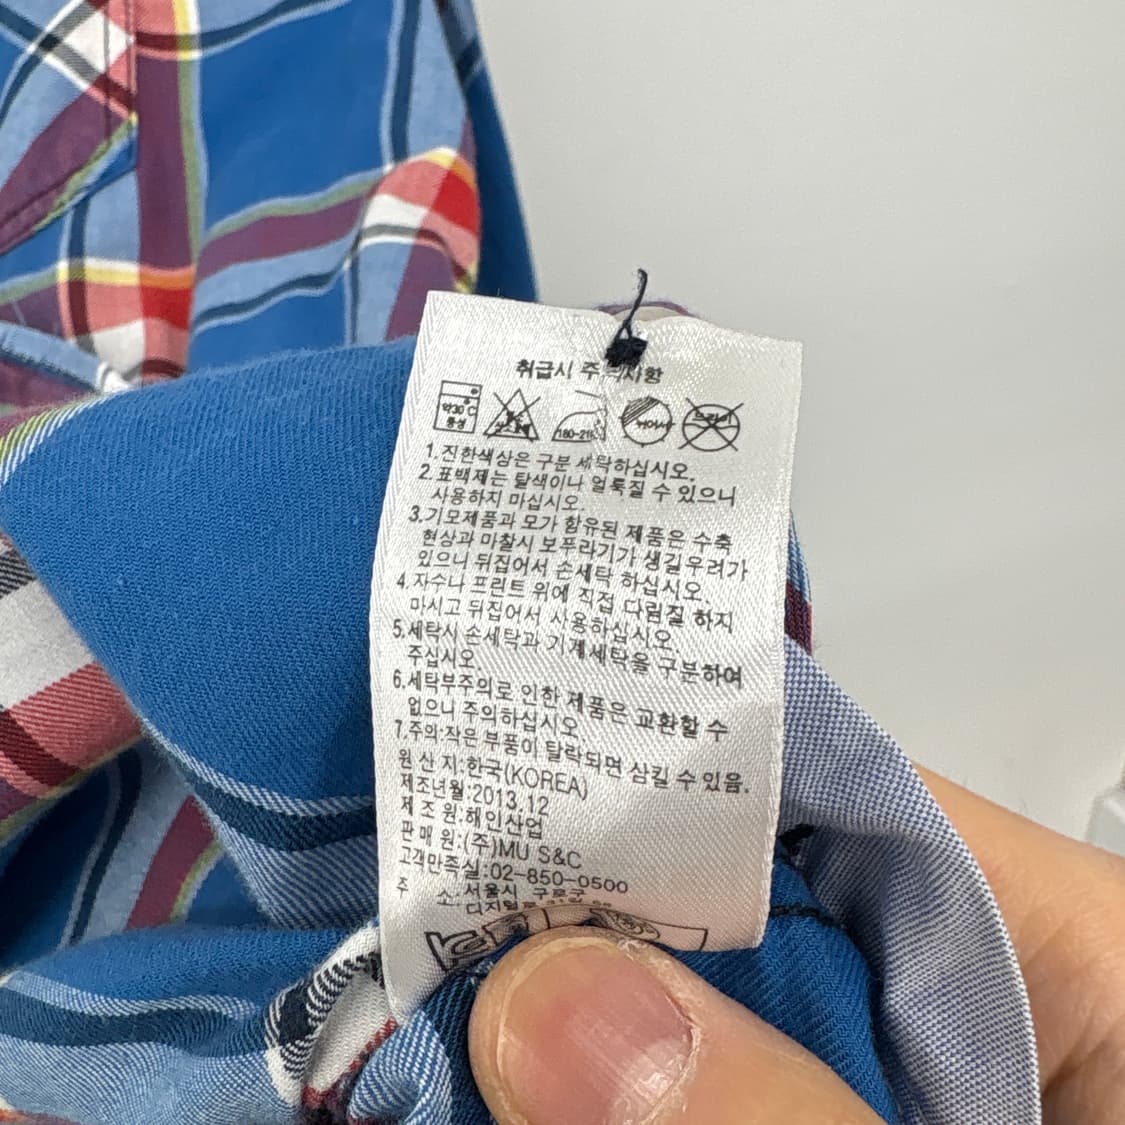 취급시 주의사항
약30℃
중성
180-210
뉘어서
드라이
1.진한색상은 구분 세탁하십시오.
2.표백제는 탈색이나 얼룩질 수 있으니
사용하지 마십시오.
3.기모제품과 모가 함유된 제품은 수축
현상과 마찰시 보푸라기가 생길우려가
있으니 뒤집어서 손세탁 하십시오.
4.자수나 프린트 위에 직접 다림질 하지
마시고 뒤집어서 사용하십시오.
5.세탁시 손세탁과 기계세탁을 구분하여
주십시오.
6.세탁부주의로 인한 제품은 교환할 수
없으니 주의하십시오.
7.주의:작은 부품이 탈락되면 삼킬 수 있음.
원 산 지:한국(KOREA)
제조년월:2013.12
제 조 원:해인산업
판 매 원:(주)MU S&C
고객만족실:02-850-0500
주 소:서울시 구로구
디지털로